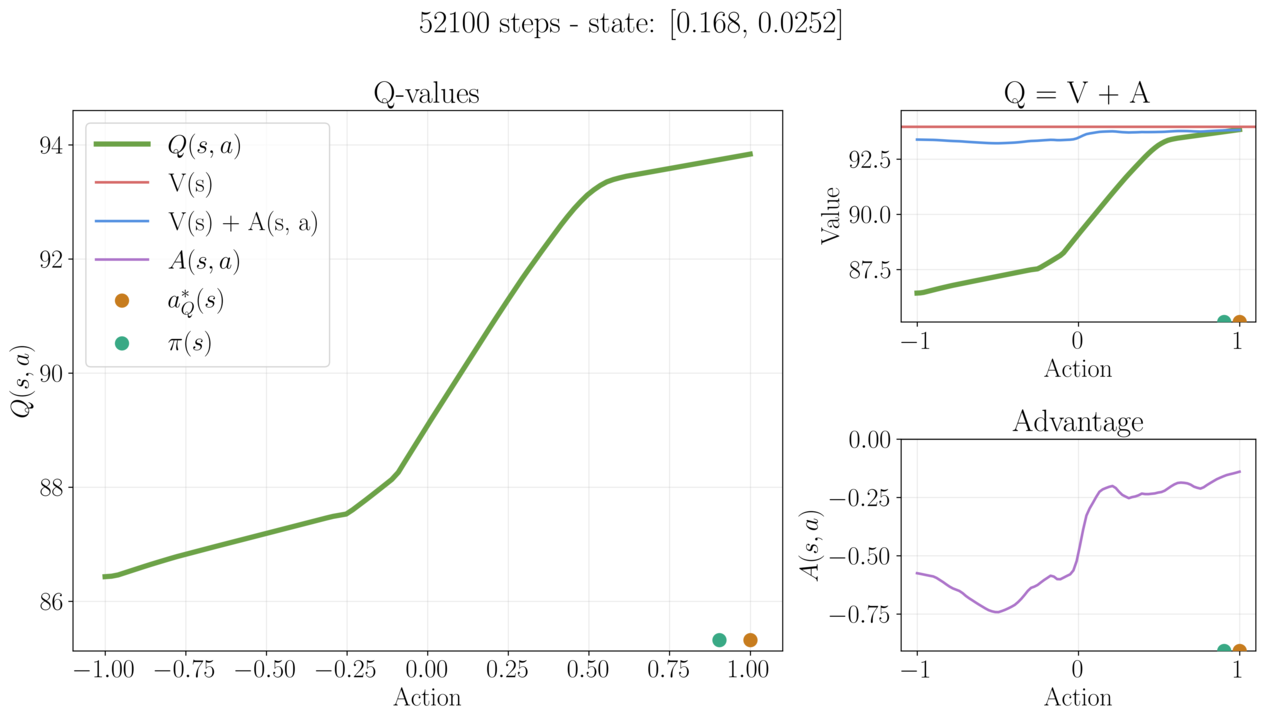 52100 steps - state: [0.168, 0.0252]
Q-values
Q(s, a)
94
92
90
88
86
Q(s, a)
V(s)
V(s) + A(s, a)
A(s, a)
a*_Q(s)
π(s)
−1.00 −0.75 −0.50 −0.25 0.00 0.25 0.50 0.75 1.00
Action
Q = V + A
Value
92.5
90.0
87.5
−1 0 1
Action
Advantage
A(s, a)
0.00
−0.25
−0.50
−0.75
−1 0 1
Action